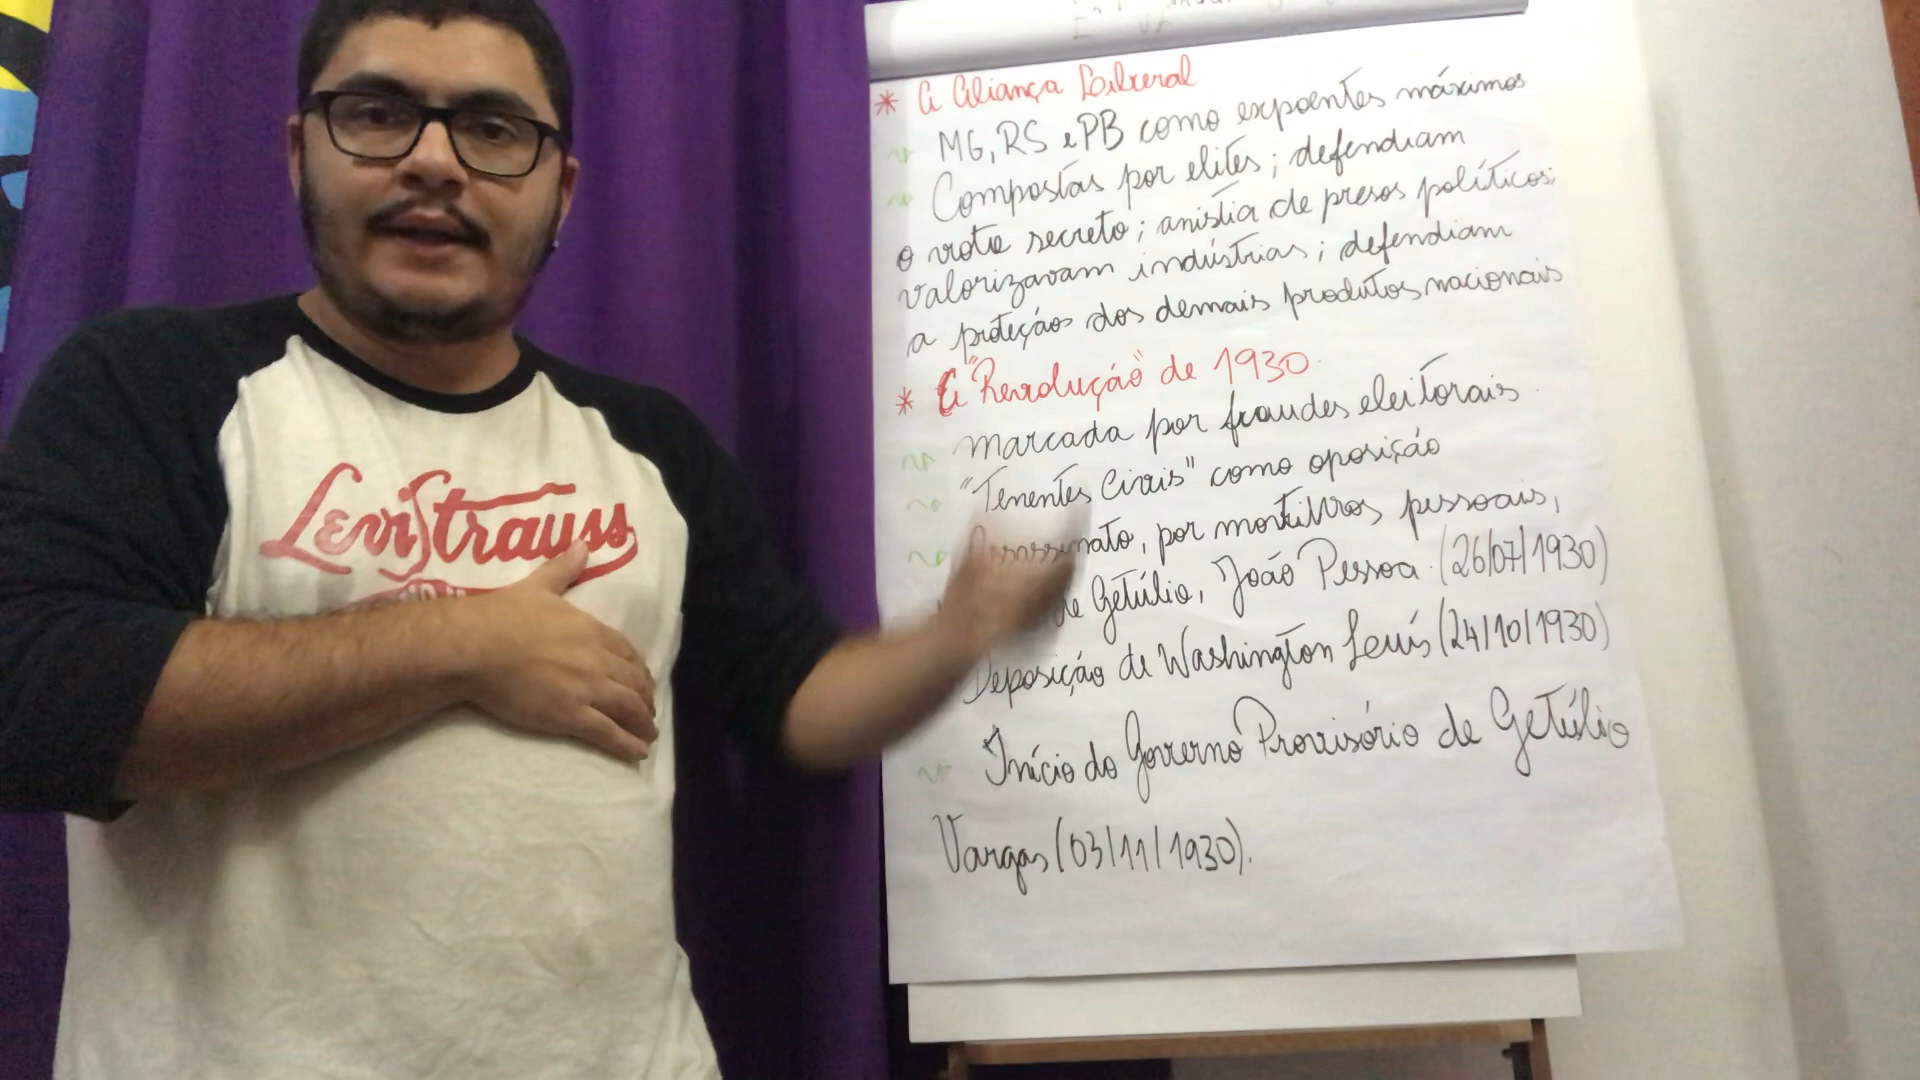 Levi Strauss
* A Aliança Liberal
MG, RS e PB como expoentes máximos
Compostas por elites; defendiam
o voto secreto; anistia de presos políticos;
valorizavam indústrias; defendiam
a proteção dos demais produtos nacionais
* A "Revolução" de 1930.
marcada por fraudes eleitorais.
"Tenentes Civis" como oposição
Assassinato, por motivos pessoais,
de Getúlio, João Pessoa. (26/07/1930)
Deposição de Washington Luís (24/10/1930)
Início do Governo Provisório de Getúlio
Vargas (03/11/1930).